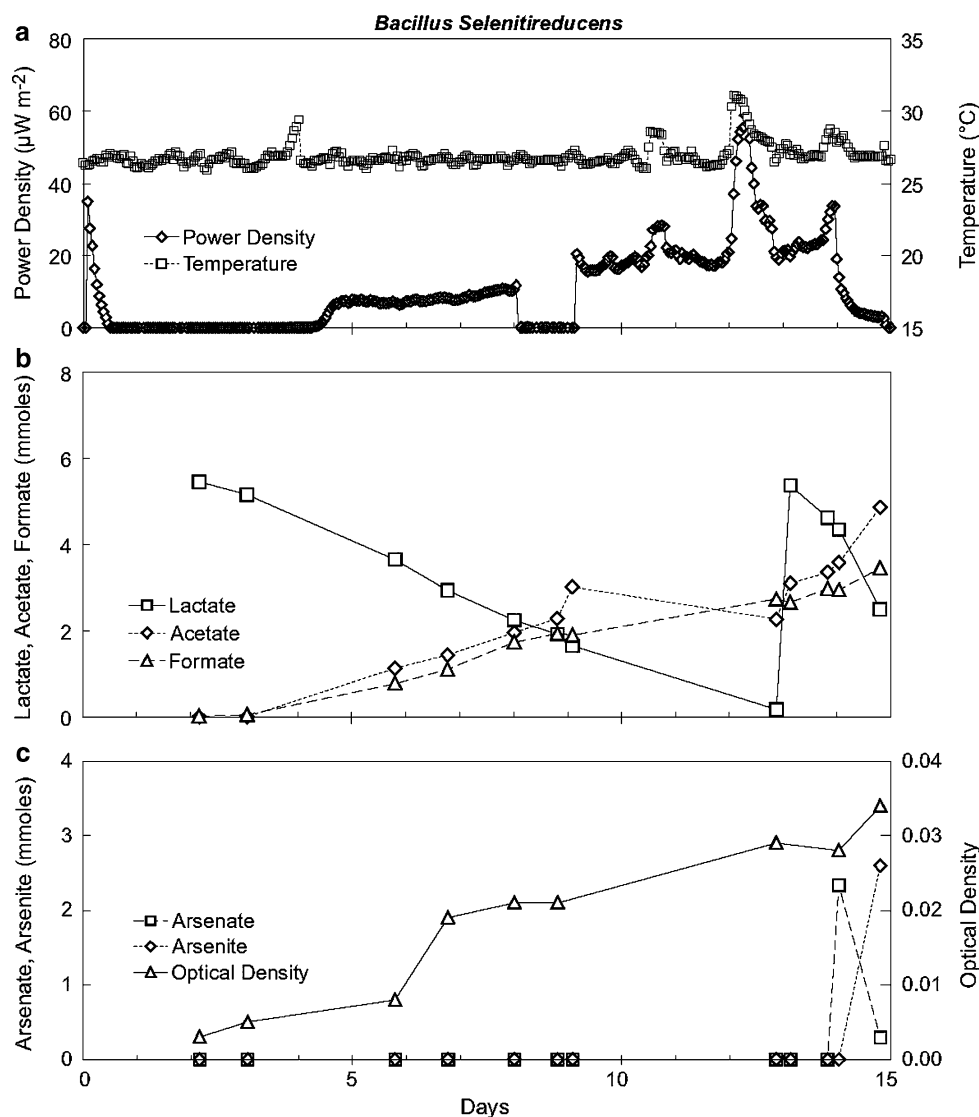 Bacillus Selenitireducens
a
80
60
40
20
0
Power Density (µW m-2)
35
30
25
20
15
Temperature (°C)
Power Density
Temperature
b
8
6
4
2
0
Lactate, Acetate, Formate (mmoles)
Lactate
Acetate
Formate
c
4
3
2
1
0
Arsenate, Arsenite (mmoles)
0.04
0.03
0.02
0.01
0.00
Optical Density
Arsenate
Arsenite
Optical Density
0 5 10 15
Days